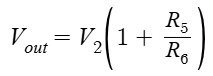 V_out = V_2(1 + R_5/R_6)